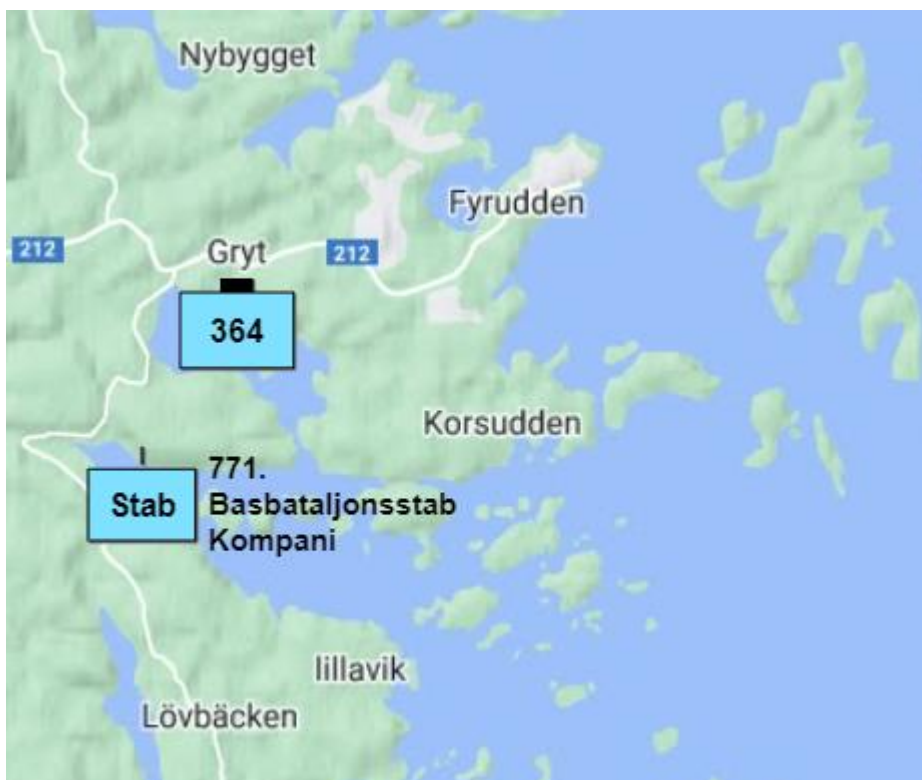 Nybygget
Fyrudden
212
Gryt
212
364
Korsudden
Stab
771.
Basbataljonsstab
Kompani
lillavik
Lövbäcken